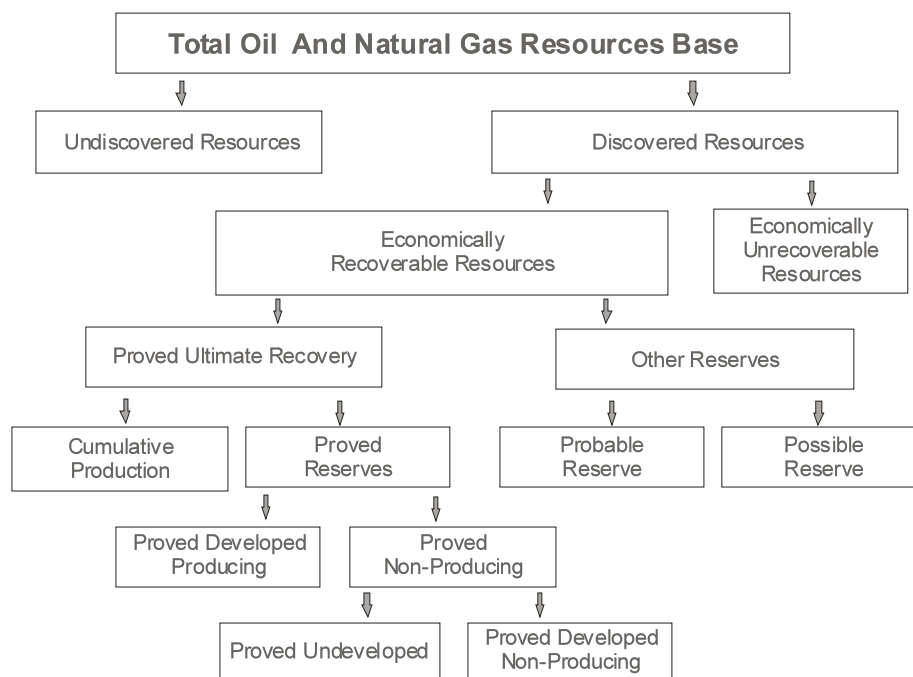 Total Oil And Natural Gas Resources Base
Undiscovered Resources
Discovered Resources
Economically
Recoverable Resources
Economically
Unrecoverable
Resources
Proved Ultimate Recovery
Other Reserves
Cumulative
Production
Proved
Reserves
Probable
Reserve
Possible
Reserve
Proved Developed
Producing
Proved
Non-Producing
Proved Undeveloped
Proved Developed
Non-Producing